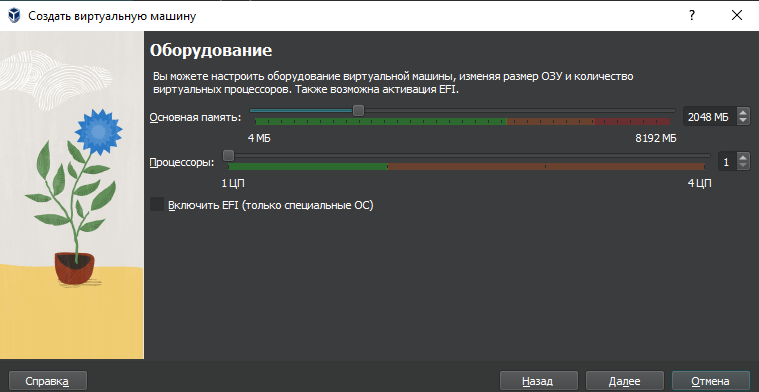 Создать виртуальную машину
?
Оборудование
Вы можете настроить оборудование виртуальной машины, изменяя размер ОЗУ и количество
виртуальных процессоров. Также возможна активация EFI.
Основная память:
2048 МБ
4 МБ
8192 МБ
Процессоры:
1
1 ЦП
4 ЦП
Включить EFI (только специальные ОС)
Справка
Назад
Далее
Отмена